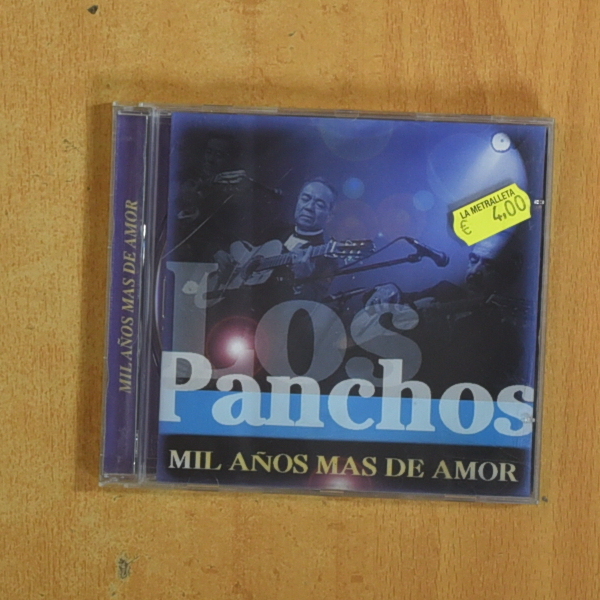 MIL AÑOS MAS DE AMOR
LA METRALLETA
€ 4,00
Los
Panchos
MIL AÑOS MAS DE AMOR